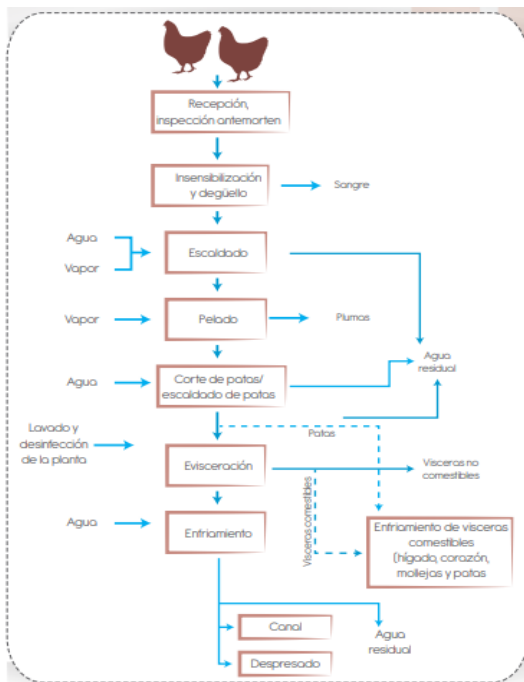 Recepción,
inspección antemorten
Insensibilización
y degüello
Sangre
Agua
Vapor
Escaldado
Vapor
Pelado
Plumas
Agua
residual
Agua
Corte de patas/
escaldado de patas
Lavado y
desinfección
de la planta
Patas
Evisceración
Vísceras no
comestibles
Vísceras comestibles
Agua
Enfriamiento
Enfriamiento de vísceras
comestibles
(hígado, corazón,
mollejas y patas
Canal
Agua
residual
Despresado